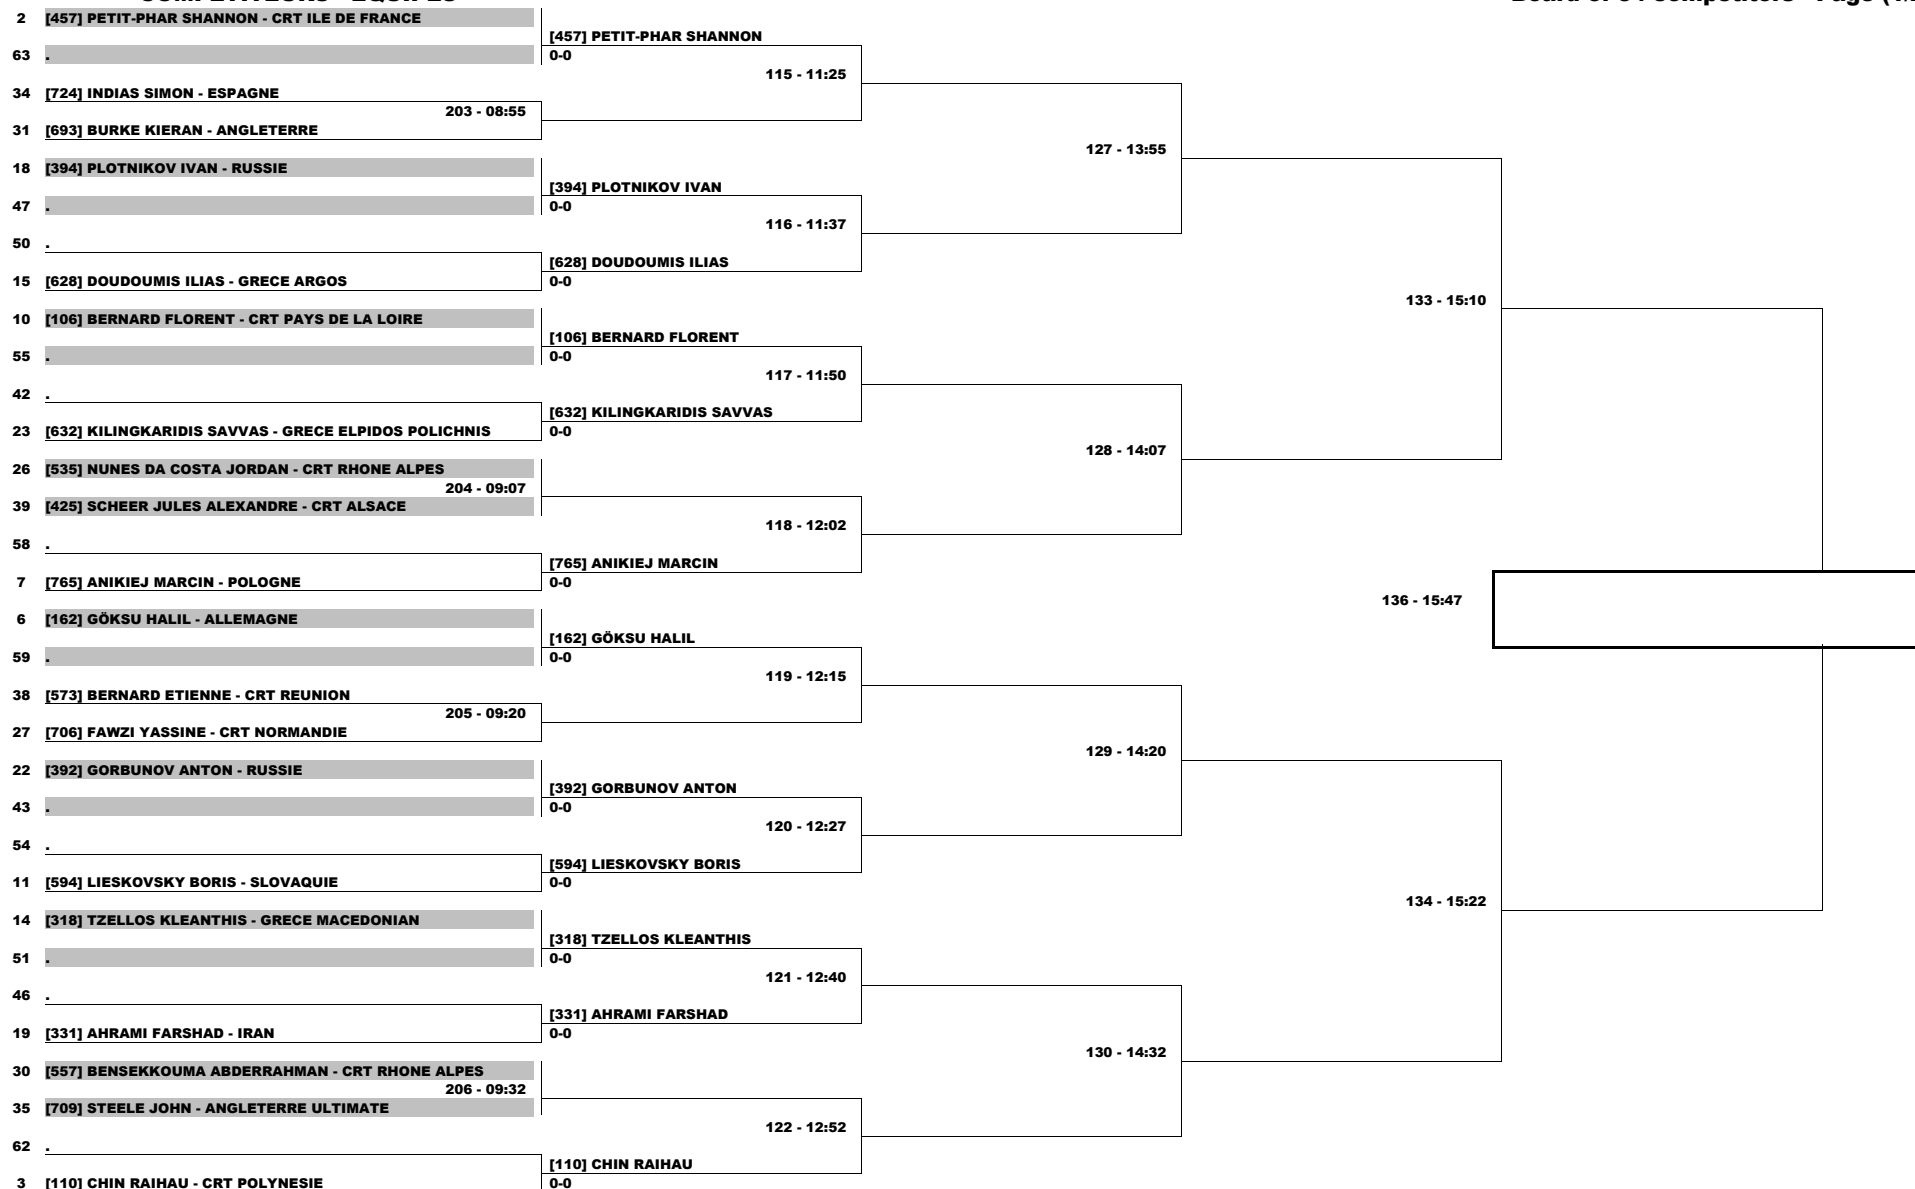 2 [457] PETIT-PHAR SHANNON - CRT ILE DE FRANCE
[457] PETIT-PHAR SHANNON
63 . 0-0
115 - 11:25
34 [724] INDIAS SIMON - ESPAGNE
203 - 08:55
31 [693] BURKE KIERAN - ANGLETERRE
127 - 13:55
18 [394] PLOTNIKOV IVAN - RUSSIE
[394] PLOTNIKOV IVAN
47 . 0-0
116 - 11:37
50 .
[628] DOUDOUMIS ILIAS
15 [628] DOUDOUMIS ILIAS - GRECE ARGOS 0-0
133 - 15:10
10 [106] BERNARD FLORENT - CRT PAYS DE LA LOIRE
[106] BERNARD FLORENT
55 . 0-0
117 - 11:50
42 .
[632] KILINGKARIDIS SAVVAS
23 [632] KILINGKARIDIS SAVVAS - GRECE ELPIDOS POLICHNIS 0-0
128 - 14:07
26 [535] NUNES DA COSTA JORDAN - CRT RHONE ALPES
204 - 09:07
39 [425] SCHEER JULES ALEXANDRE - CRT ALSACE
118 - 12:02
58 .
[765] ANIKIEJ MARCIN
7 [765] ANIKIEJ MARCIN - POLOGNE 0-0
136 - 15:47
6 [162] GÖKSU HALIL - ALLEMAGNE
[162] GÖKSU HALIL
59 . 0-0
119 - 12:15
38 [573] BERNARD ETIENNE - CRT REUNION
205 - 09:20
27 [706] FAWZI YASSINE - CRT NORMANDIE
129 - 14:20
22 [392] GORBUNOV ANTON - RUSSIE
[392] GORBUNOV ANTON
43 . 0-0
120 - 12:27
54 .
[594] LIESKOVSKY BORIS
11 [594] LIESKOVSKY BORIS - SLOVAQUIE 0-0
134 - 15:22
14 [318] TZELLOS KLEANTHIS - GRECE MACEDONIAN
[318] TZELLOS KLEANTHIS
51 . 0-0
121 - 12:40
46 .
[331] AHRAMI FARSHAD
19 [331] AHRAMI FARSHAD - IRAN 0-0
130 - 14:32
30 [557] BENSEKKOUMA ABDERRAHMAN - CRT RHONE ALPES
206 - 09:32
35 [709] STEELE JOHN - ANGLETERRE ULTIMATE
122 - 12:52
62 .
[110] CHIN RAIHAU
3 [110] CHIN RAIHAU - CRT POLYNESIE 0-0